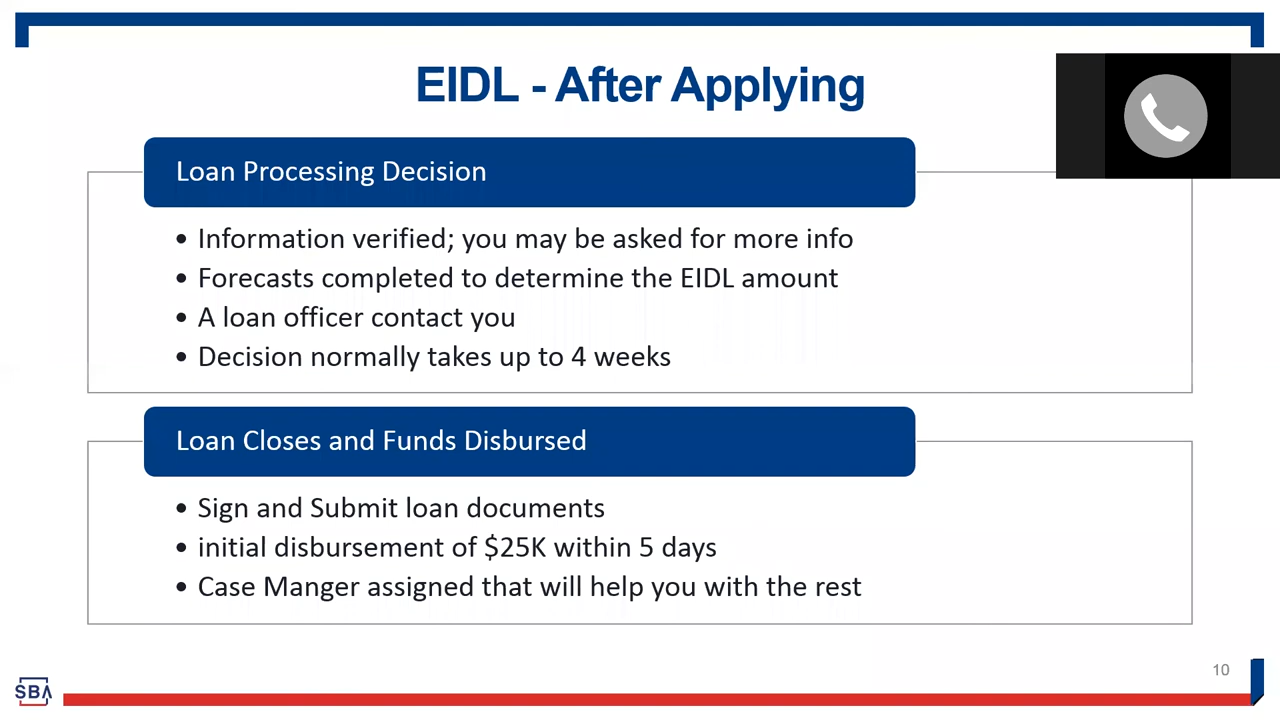 EIDL - After Applying
Loan Processing Decision
• Information verified; you may be asked for more info
• Forecasts completed to determine the EIDL amount
• A loan officer contact you
• Decision normally takes up to 4 weeks
Loan Closes and Funds Disbursed
• Sign and Submit loan documents
• initial disbursement of $25K within 5 days
• Case Manger assigned that will help you with the rest
10
SBA